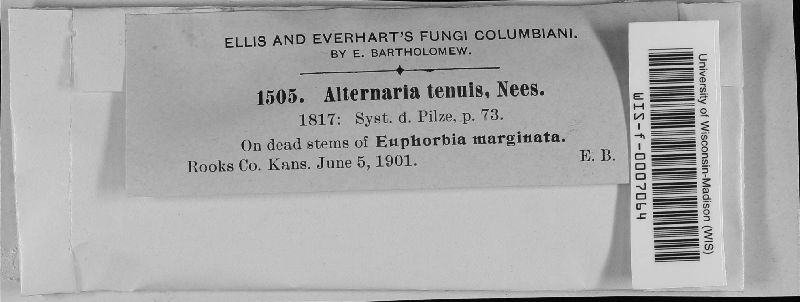 ELLIS AND EVERHART'S FUNGI COLUMBIANI.
BY E. BARTHOLOMEW.
1505. Alternaria tenuis, Nees.
1817: Syst. d. Pilze, p. 73.
On dead stems of Euphorbia marginata.
Rooks Co. Kans. June 5, 1901. E. B.
University of Wisconsin-Madison (WIS)
WIS-f-0007064